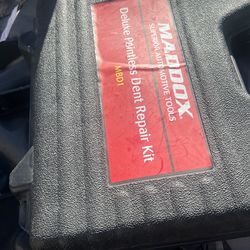 MADDOX
SUPERIOR AUTOMOTIVE TOOLS
Deluxe Paintless Dent Repair Kit
MBD1